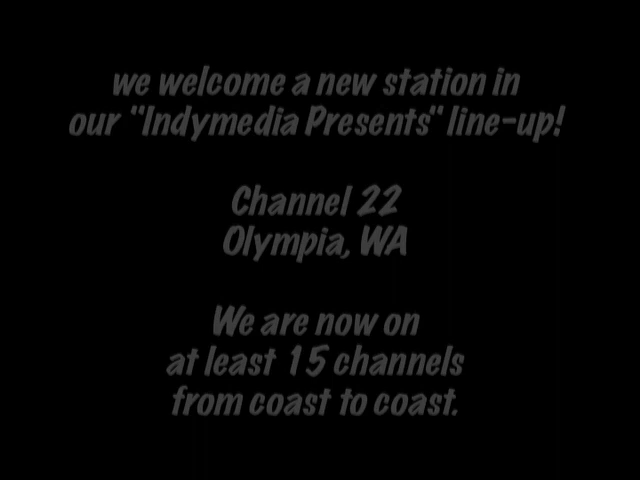 we welcome a new station in
our "Indymedia Presents" line-up!
Channel 22
Olympia, WA
We are now on
at least 15 channels
from coast to coast.